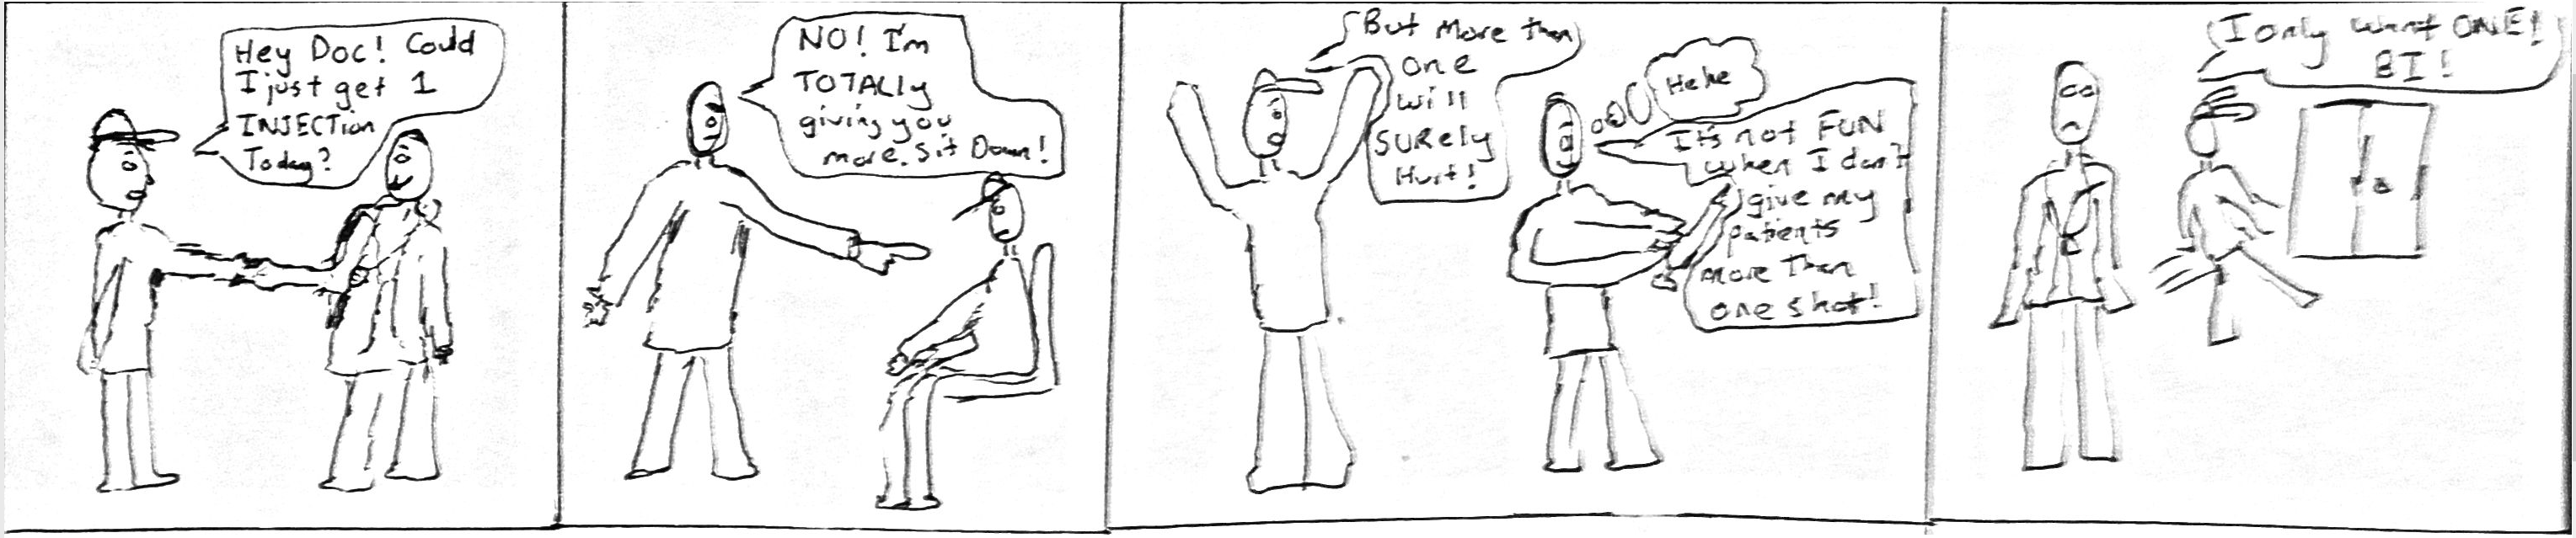 Hey Doc! Could
I just get 1
INJECTion
Today?
NO! I'm
TOTALLy
giving you
more. Sit Down!
But More than
one
will
SURely
Hurt!
Hehe
It's not FUN
when I don't
give my
patients
more Than
one shot!
I only want ONE!
BI!